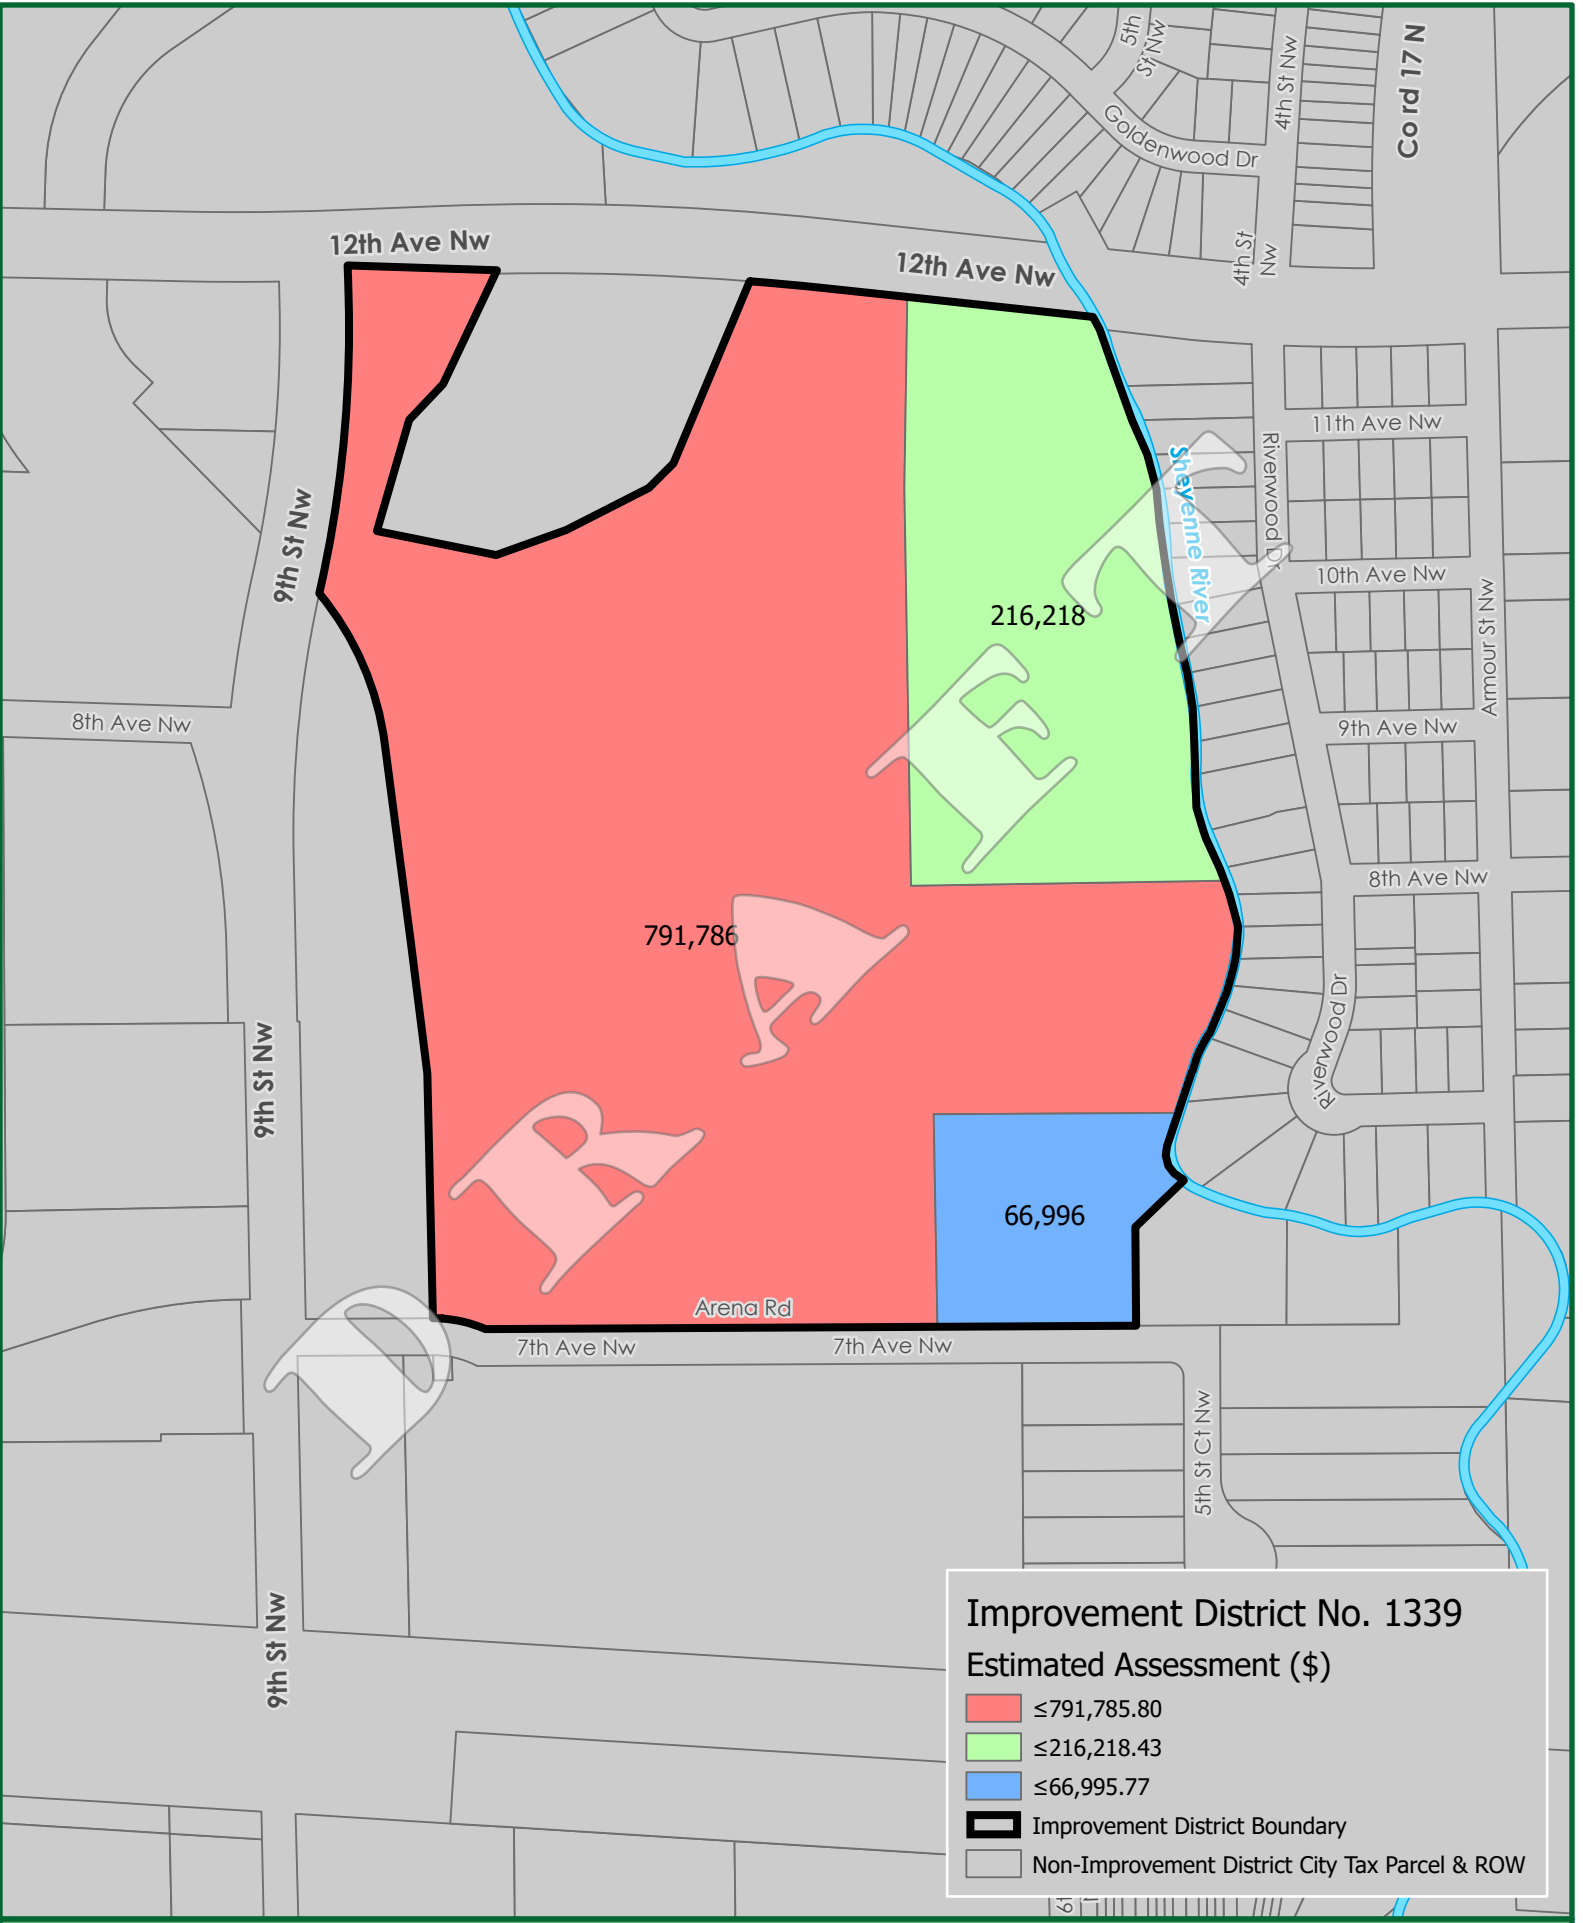 5th
St Nw
4th St Nw
Co rd 17 N
Goldenwood Dr
12th Ave Nw
12th Ave Nw
4th St
Nw
11th Ave Nw
Riverwood Dr
Sheyenne River
9th St Nw
10th Ave Nw
Armour St Nw
216,218
8th Ave Nw
9th Ave Nw
8th Ave Nw
791,786
Riverwood Dr
9th St Nw
66,996
Arena Rd
7th Ave Nw
7th Ave Nw
DRAFT
5th St Ct Nw
9th St Nw
Improvement District No. 1339
Estimated Assessment ($)
≤791,785.80
≤216,218.43
≤66,995.77
Improvement District Boundary
Non-Improvement District City Tax Parcel & ROW